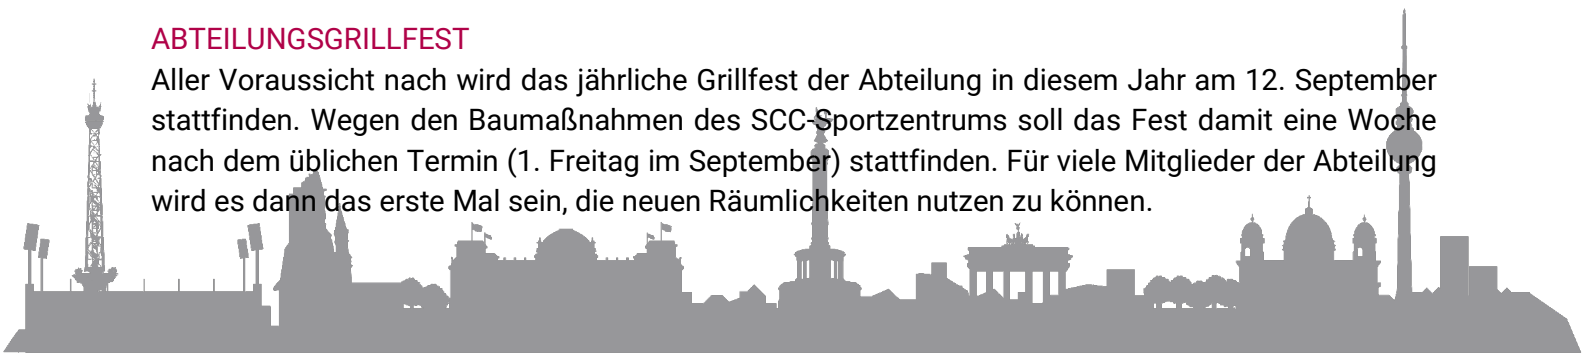 ABTEILUNGSGRILLFEST
Aller Voraussicht nach wird das jährliche Grillfest der Abteilung in diesem Jahr am 12. September
stattfinden. Wegen den Baumaßnahmen des SCC-Sportzentrums soll das Fest damit eine Woche
nach dem üblichen Termin (1. Freitag im September) stattfinden. Für viele Mitglieder der Abteilung
wird es dann das erste Mal sein, die neuen Räumlichkeiten nutzen zu können.